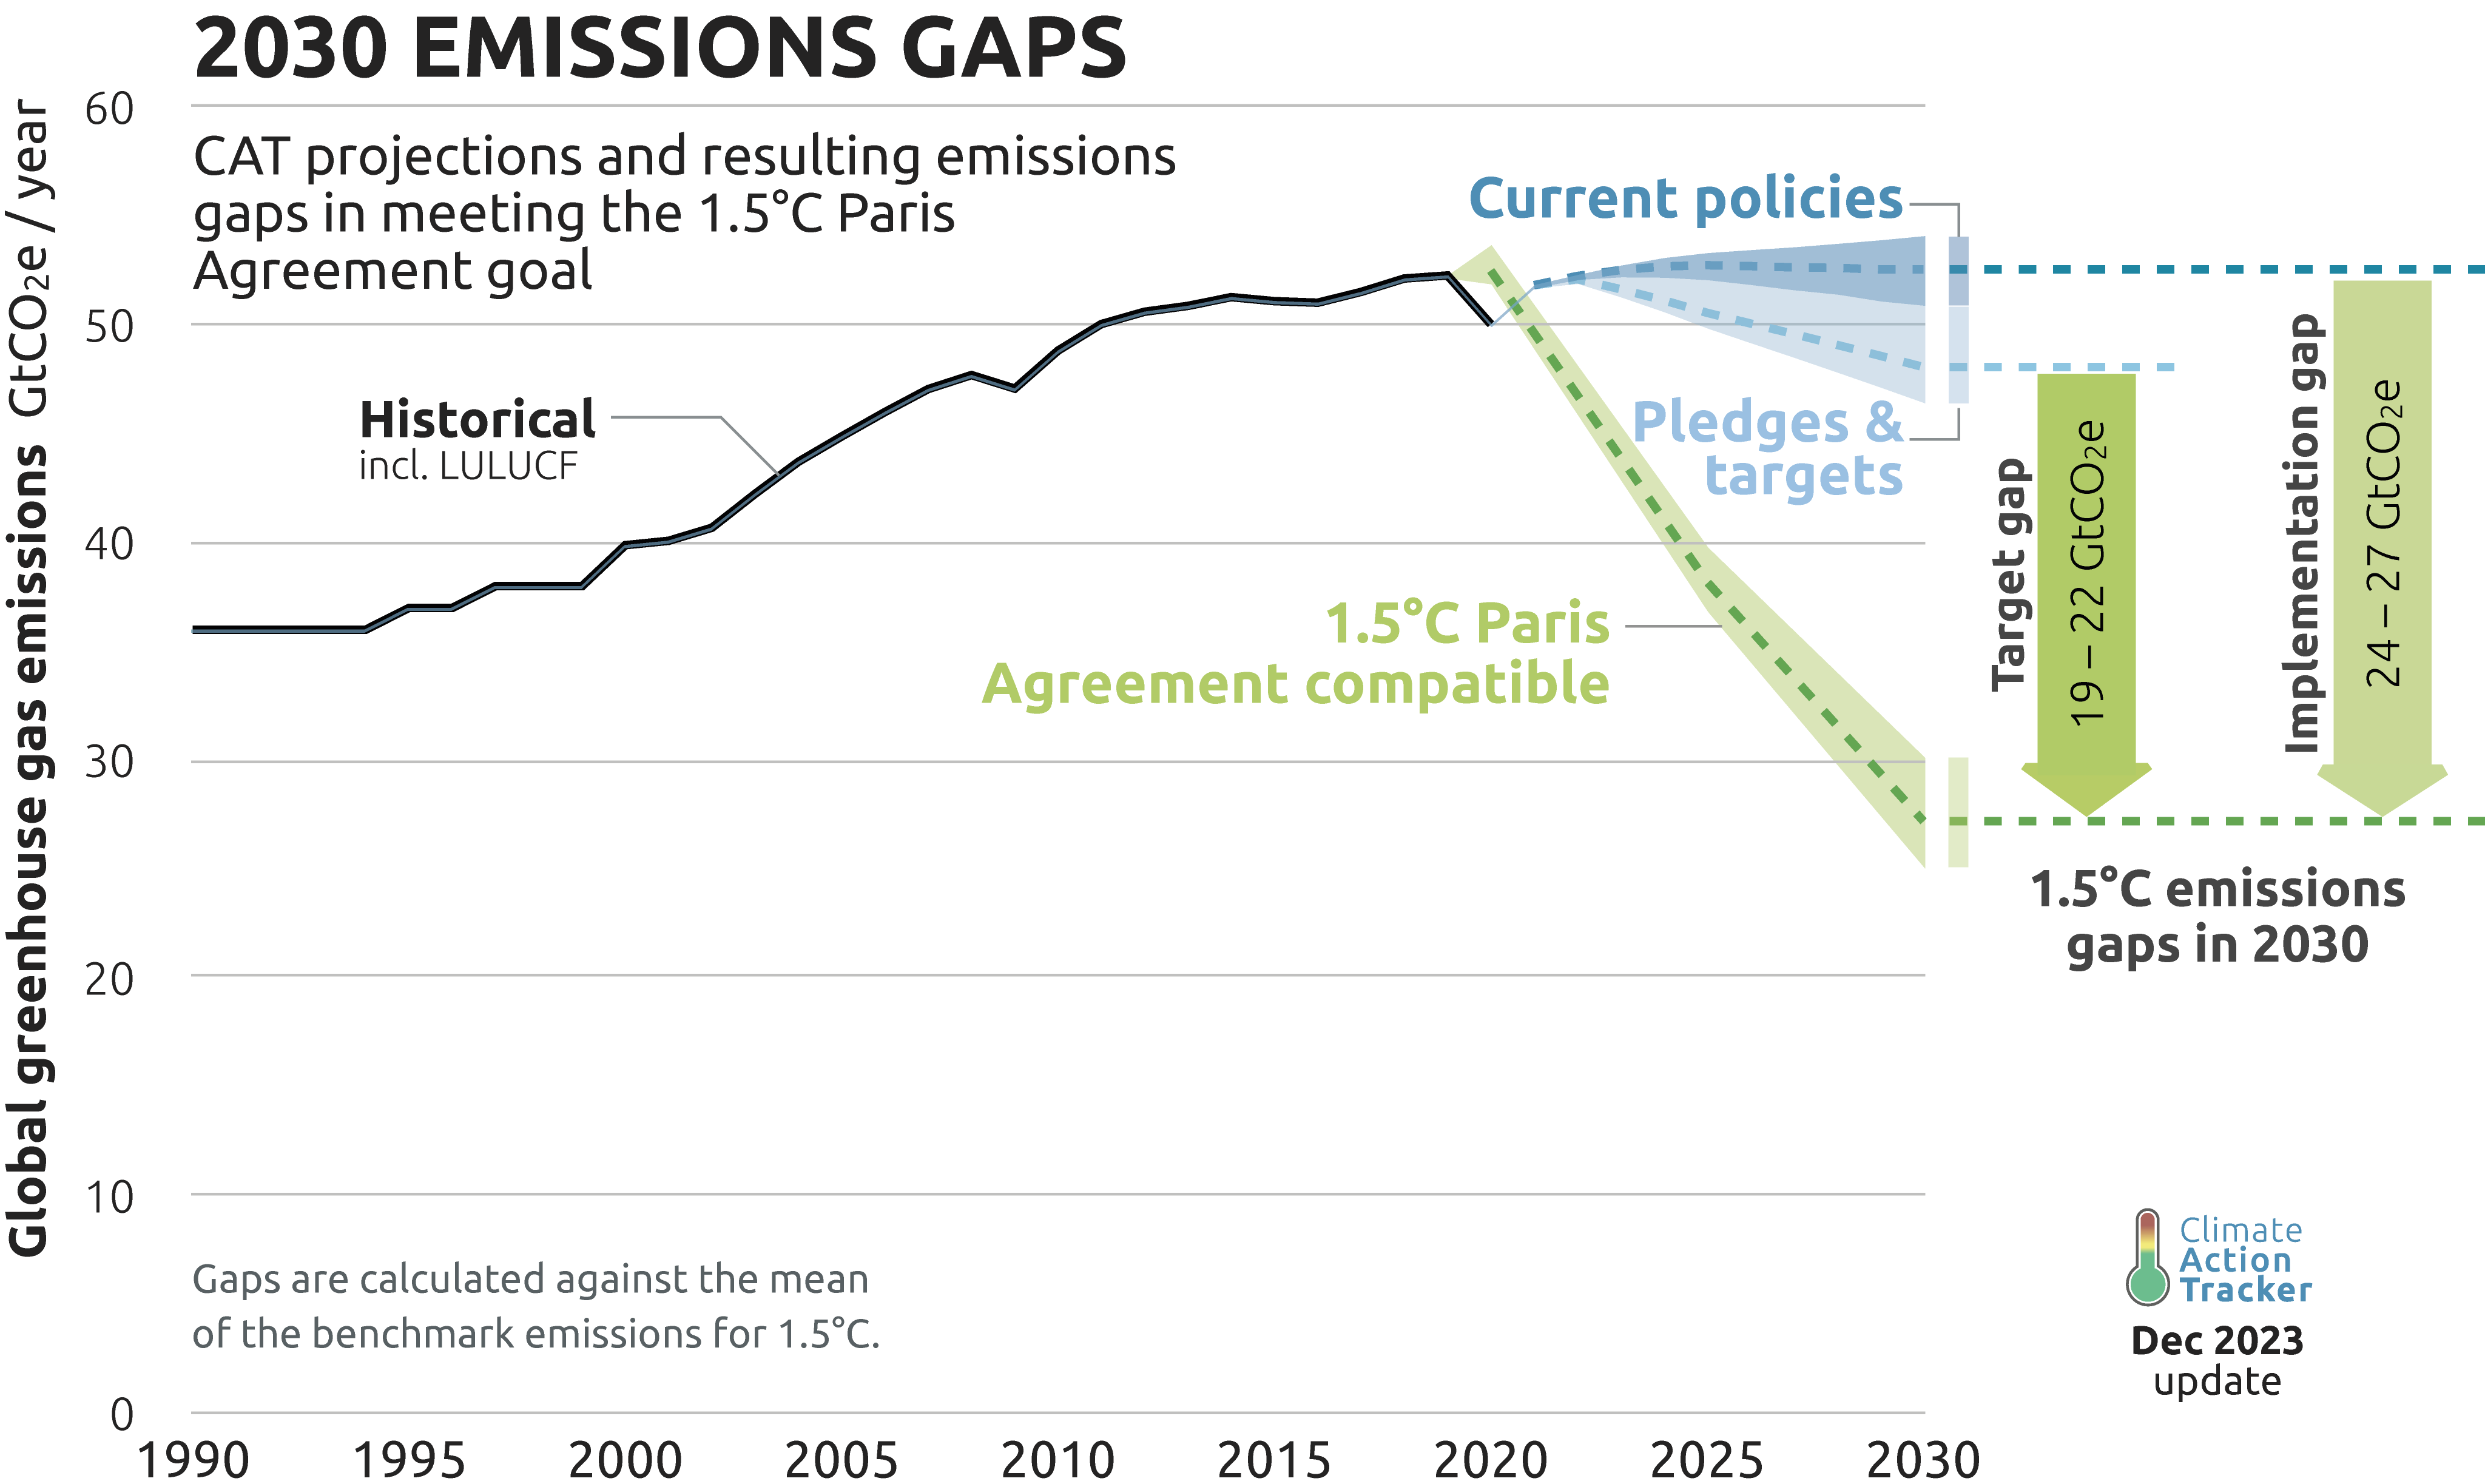 2030 EMISSIONS GAPS
CAT projections and resulting emissions
gaps in meeting the 1.5°C Paris
Agreement goal
Global greenhouse gas emissions GtCO₂e / year
60
50
40
30
20
10
0
1990
1995
2000
2005
2010
2015
2020
2025
2030
Historical
incl. LULUCF
Current policies
Pledges &
targets
1.5°C Paris
Agreement compatible
Target gap
19 – 22 GtCO₂e
Implementation gap
24 – 27 GtCO₂e
1.5°C emissions
gaps in 2030
Gaps are calculated against the mean
of the benchmark emissions for 1.5°C.
Climate
Action
Tracker
Dec 2023
update